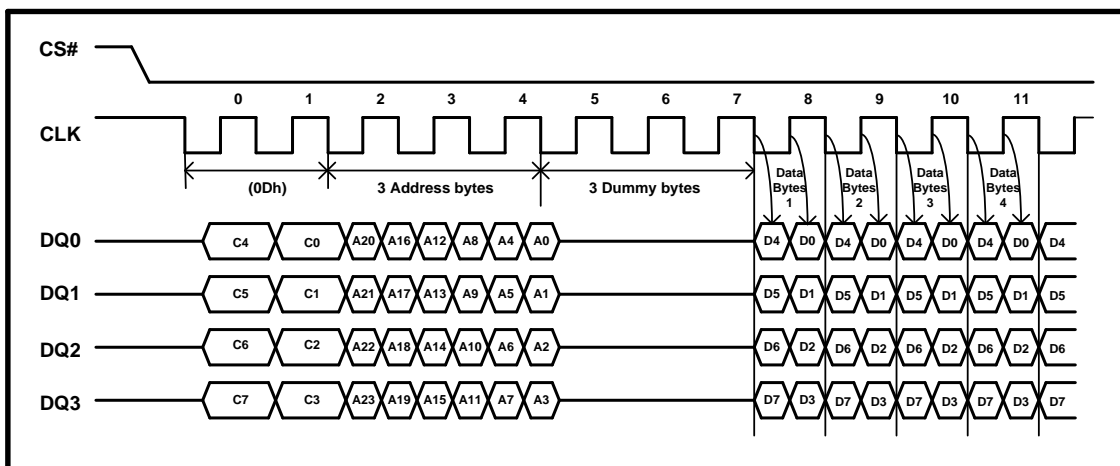 CS#
0 1 2 3 4 5 6 7 8 9 10 11
CLK
(0Dh) 3 Address bytes 3 Dummy bytes
Data Bytes 1
Data Bytes 2
Data Bytes 3
Data Bytes 4
DQ0 C4 C0 A20 A16 A12 A8 A4 A0 D4 D0 D4 D0 D4 D0 D4 D0 D4
DQ1 C5 C1 A21 A17 A13 A9 A5 A1 D5 D1 D5 D1 D5 D1 D5 D1 D5
DQ2 C6 C2 A22 A18 A14 A10 A6 A2 D6 D2 D6 D2 D6 D2 D6 D2 D6
DQ3 C7 C3 A23 A19 A15 A11 A7 A3 D7 D3 D7 D3 D7 D3 D7 D3 D7